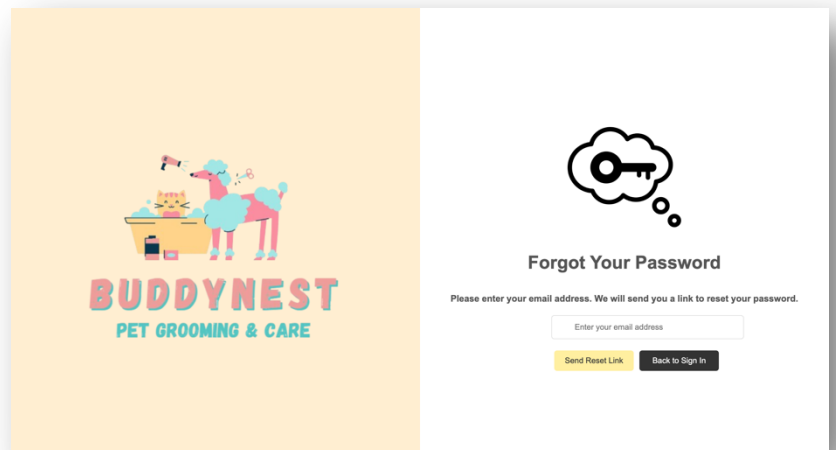 BUDDYNEST
PET GROOMING & CARE
Forgot Your Password
Please enter your email address. We will send you a link to reset your password.
Enter your email address
Send Reset Link
Back to Sign In